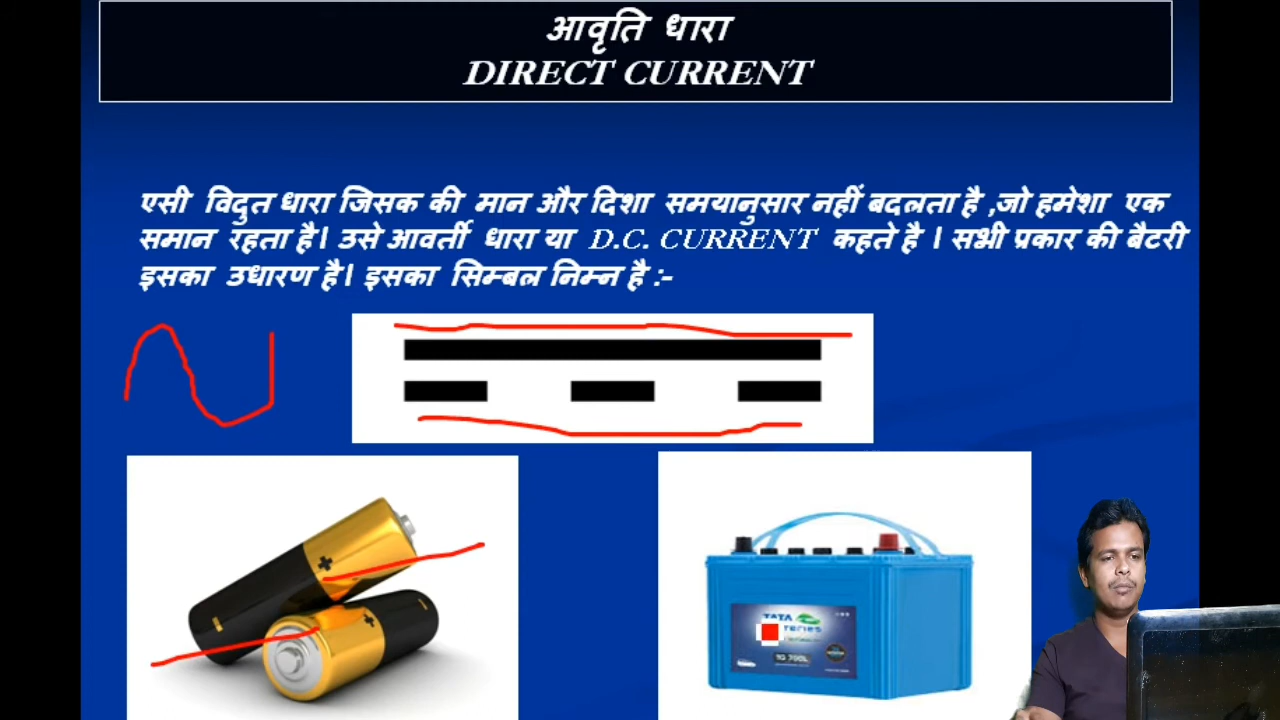 आवृति धारा
DIRECT CURRENT
एसी विदुत धारा जिसक की मान और दिशा समयानुसार नहीं बदलता है ,जो हमेशा एक
समान रहता है। उसे आवर्ती धारा या D.C. CURRENT कहते है । सभी प्रकार की बैटरी
इसका उधारण है। इसका सिम्बल निम्न है :-
TATA